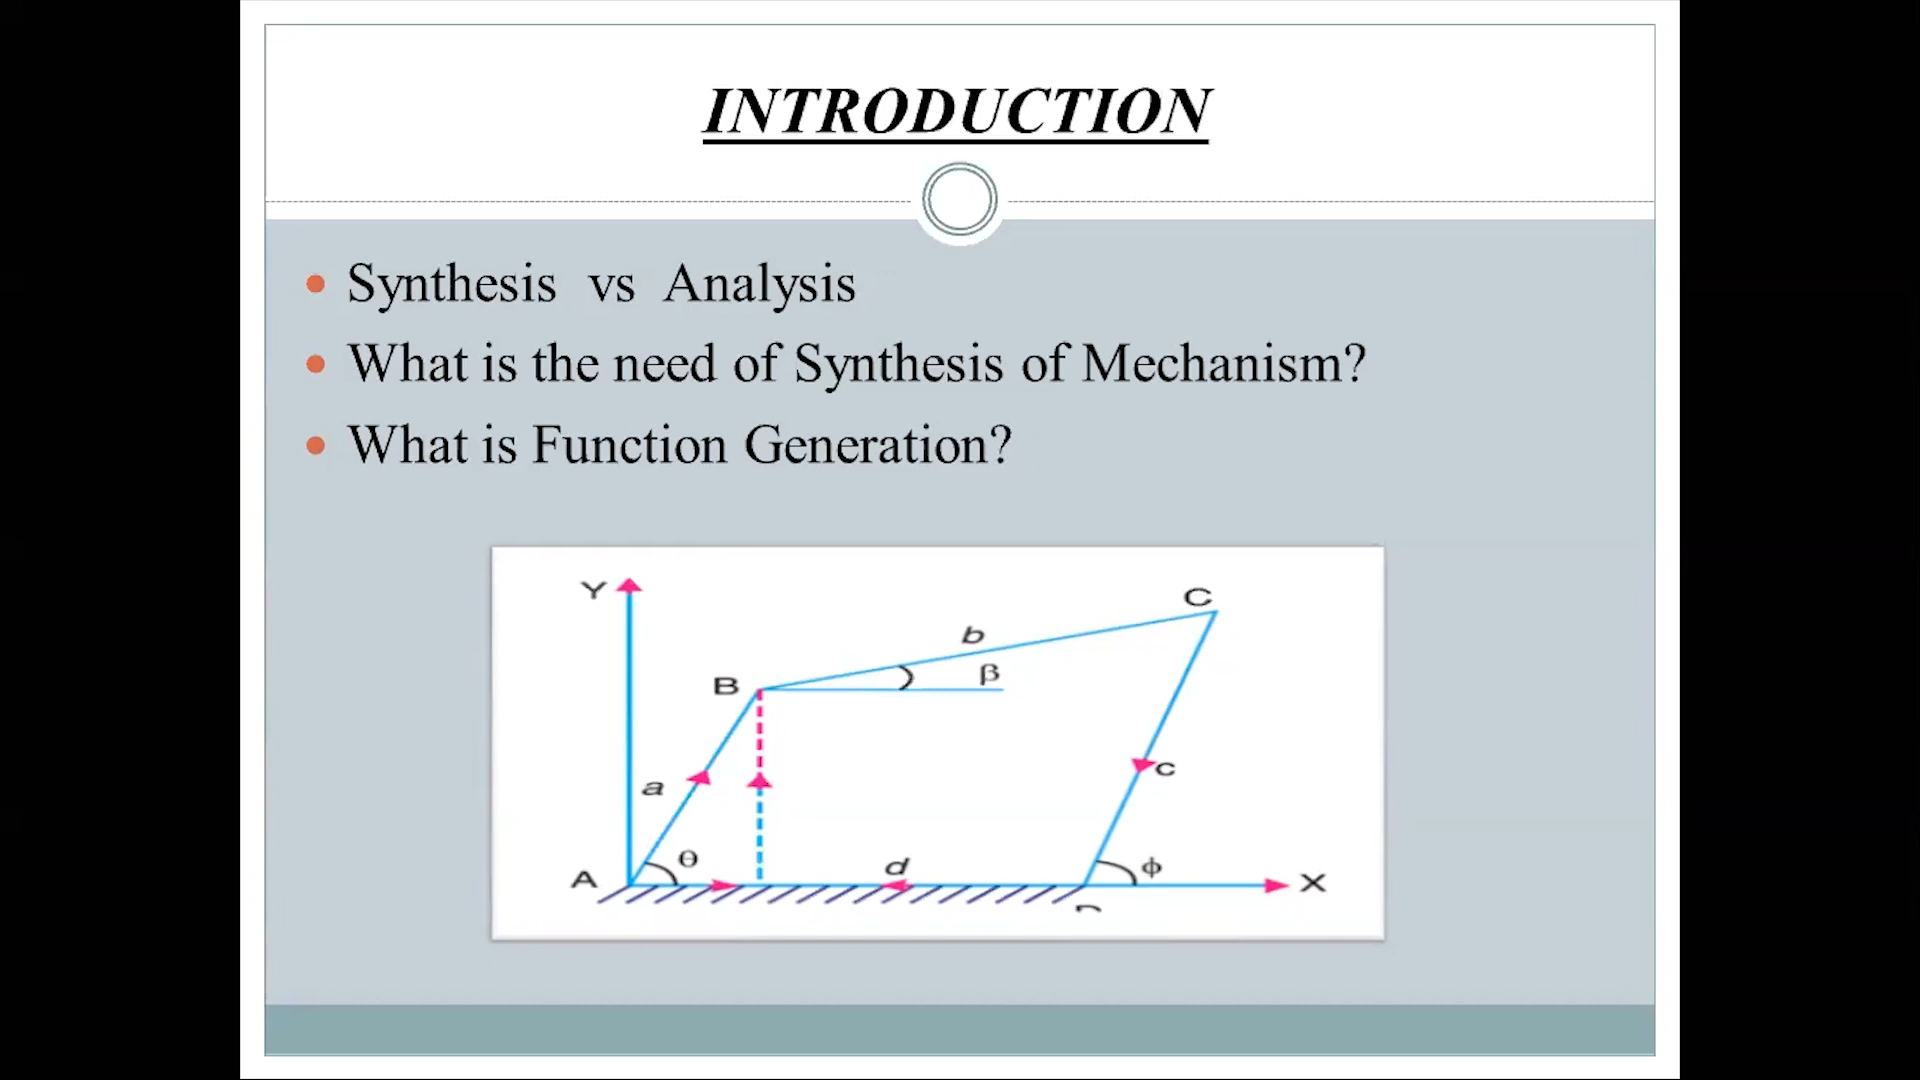 INTRODUCTION
Synthesis vs Analysis
What is the need of Synthesis of Mechanism?
What is Function Generation?
Y
C
b
B
β
a
c
A
θ
d
ϕ
X